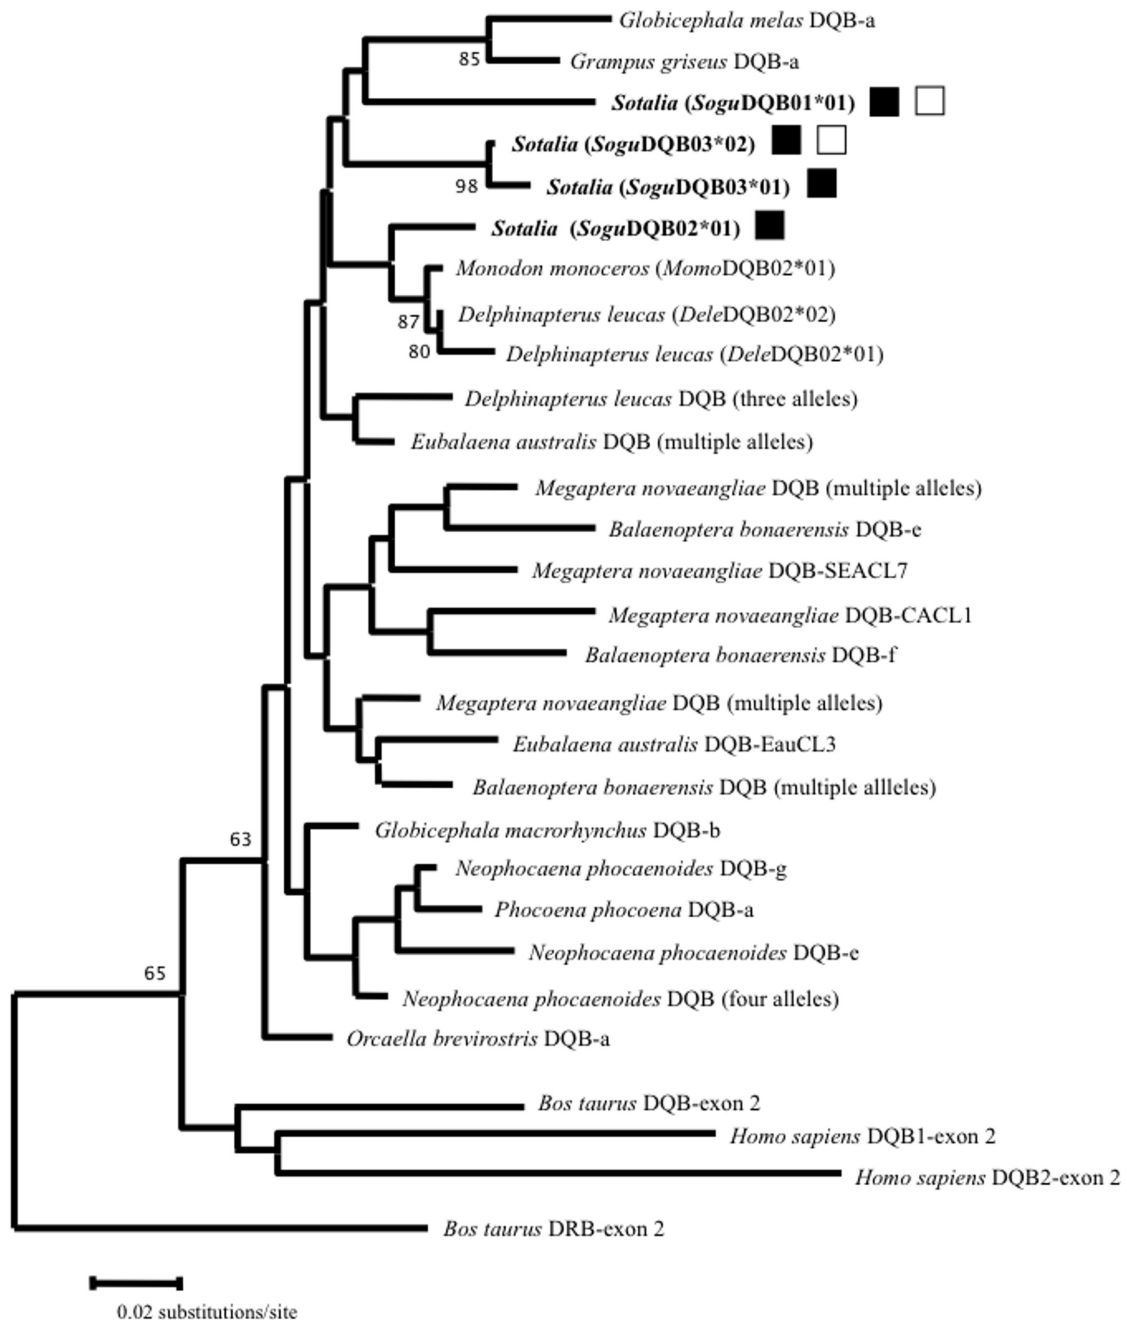 Globicephala melas DQB-a
85
Grampus griseus DQB-a
Sotalia (SoguDQB01*01)
Sotalia (SoguDQB03*02)
98
Sotalia (SoguDQB03*01)
Sotalia (SoguDQB02*01)
Monodon monoceros (MomoDQB02*01)
87
Delphinapterus leucas (DeleDQB02*02)
80
Delphinapterus leucas (DeleDQB02*01)
Delphinapterus leucas DQB (three alleles)
Eubalaena australis DQB (multiple alleles)
Megaptera novaeangliae DQB (multiple alleles)
Balaenoptera bonaerensis DQB-e
Megaptera novaeangliae DQB-SEACL7
Megaptera novaeangliae DQB-CACL1
Balaenoptera bonaerensis DQB-f
Megaptera novaeangliae DQB (multiple alleles)
Eubalaena australis DQB-EauCL3
Balaenoptera bonaerensis DQB (multiple allleles)
63
Globicephala macrorhynchus DQB-b
Neophocaena phocaenoides DQB-g
Phocoena phocoena DQB-a
Neophocaena phocaenoides DQB-e
65
Neophocaena phocaenoides DQB (four alleles)
Orcaella brevirostris DQB-a
Bos taurus DQB-exon 2
Homo sapiens DQB1-exon 2
Homo sapiens DQB2-exon 2
Bos taurus DRB-exon 2
0.02 substitutions/site